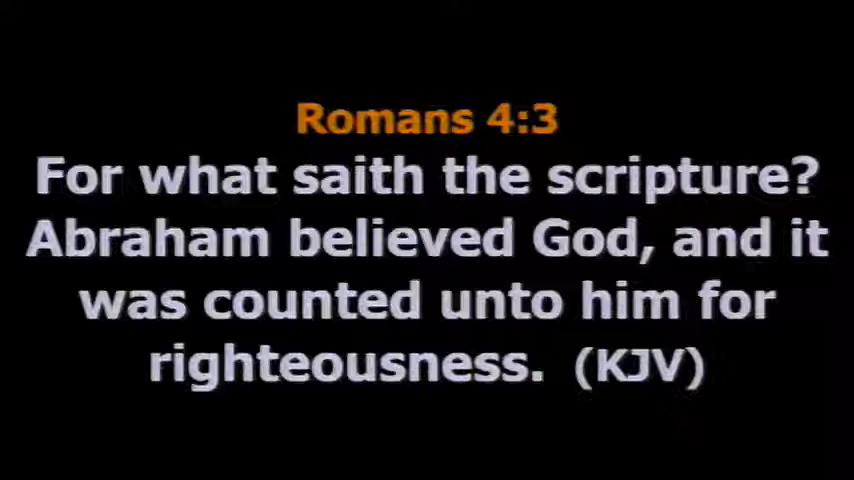 Romans 4:3
For what saith the scripture?
Abraham believed God, and it
was counted unto him for
righteousness. (KJV)